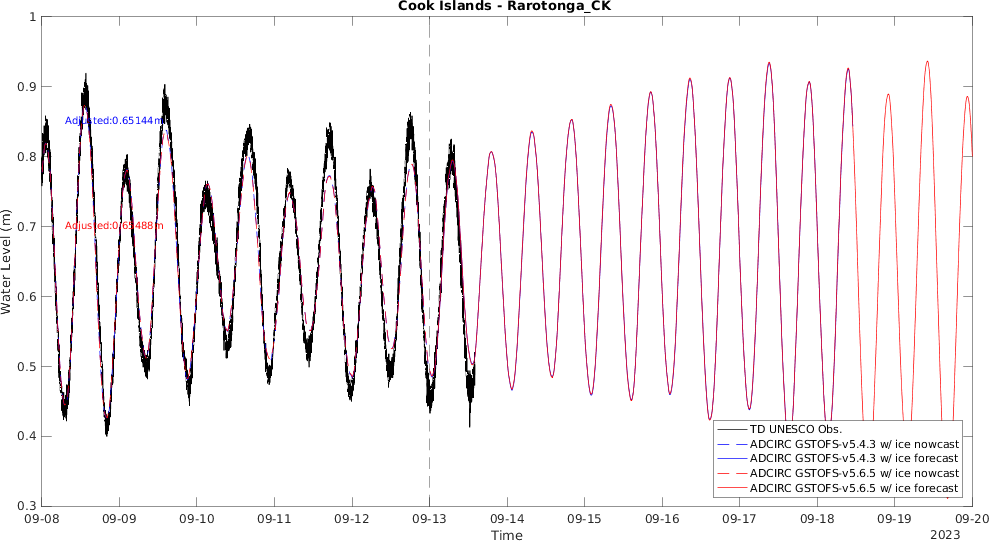 Cook Islands - Rarotonga_CK
1
0.9
0.8
0.7
0.6
0.5
0.4
0.3
Water Level (m)
Adjusted:0.65144m
Adjusted:0.65488m
TD UNESCO Obs.
ADCIRC GSTOFS-v5.4.3 w/ ice nowcast
ADCIRC GSTOFS-v5.4.3 w/ ice forecast
ADCIRC GSTOFS-v5.6.5 w/ ice nowcast
ADCIRC GSTOFS-v5.6.5 w/ ice forecast
09-08 09-09 09-10 09-11 09-12 09-13 09-14 09-15 09-16 09-17 09-18 09-19 09-20
Time
2023